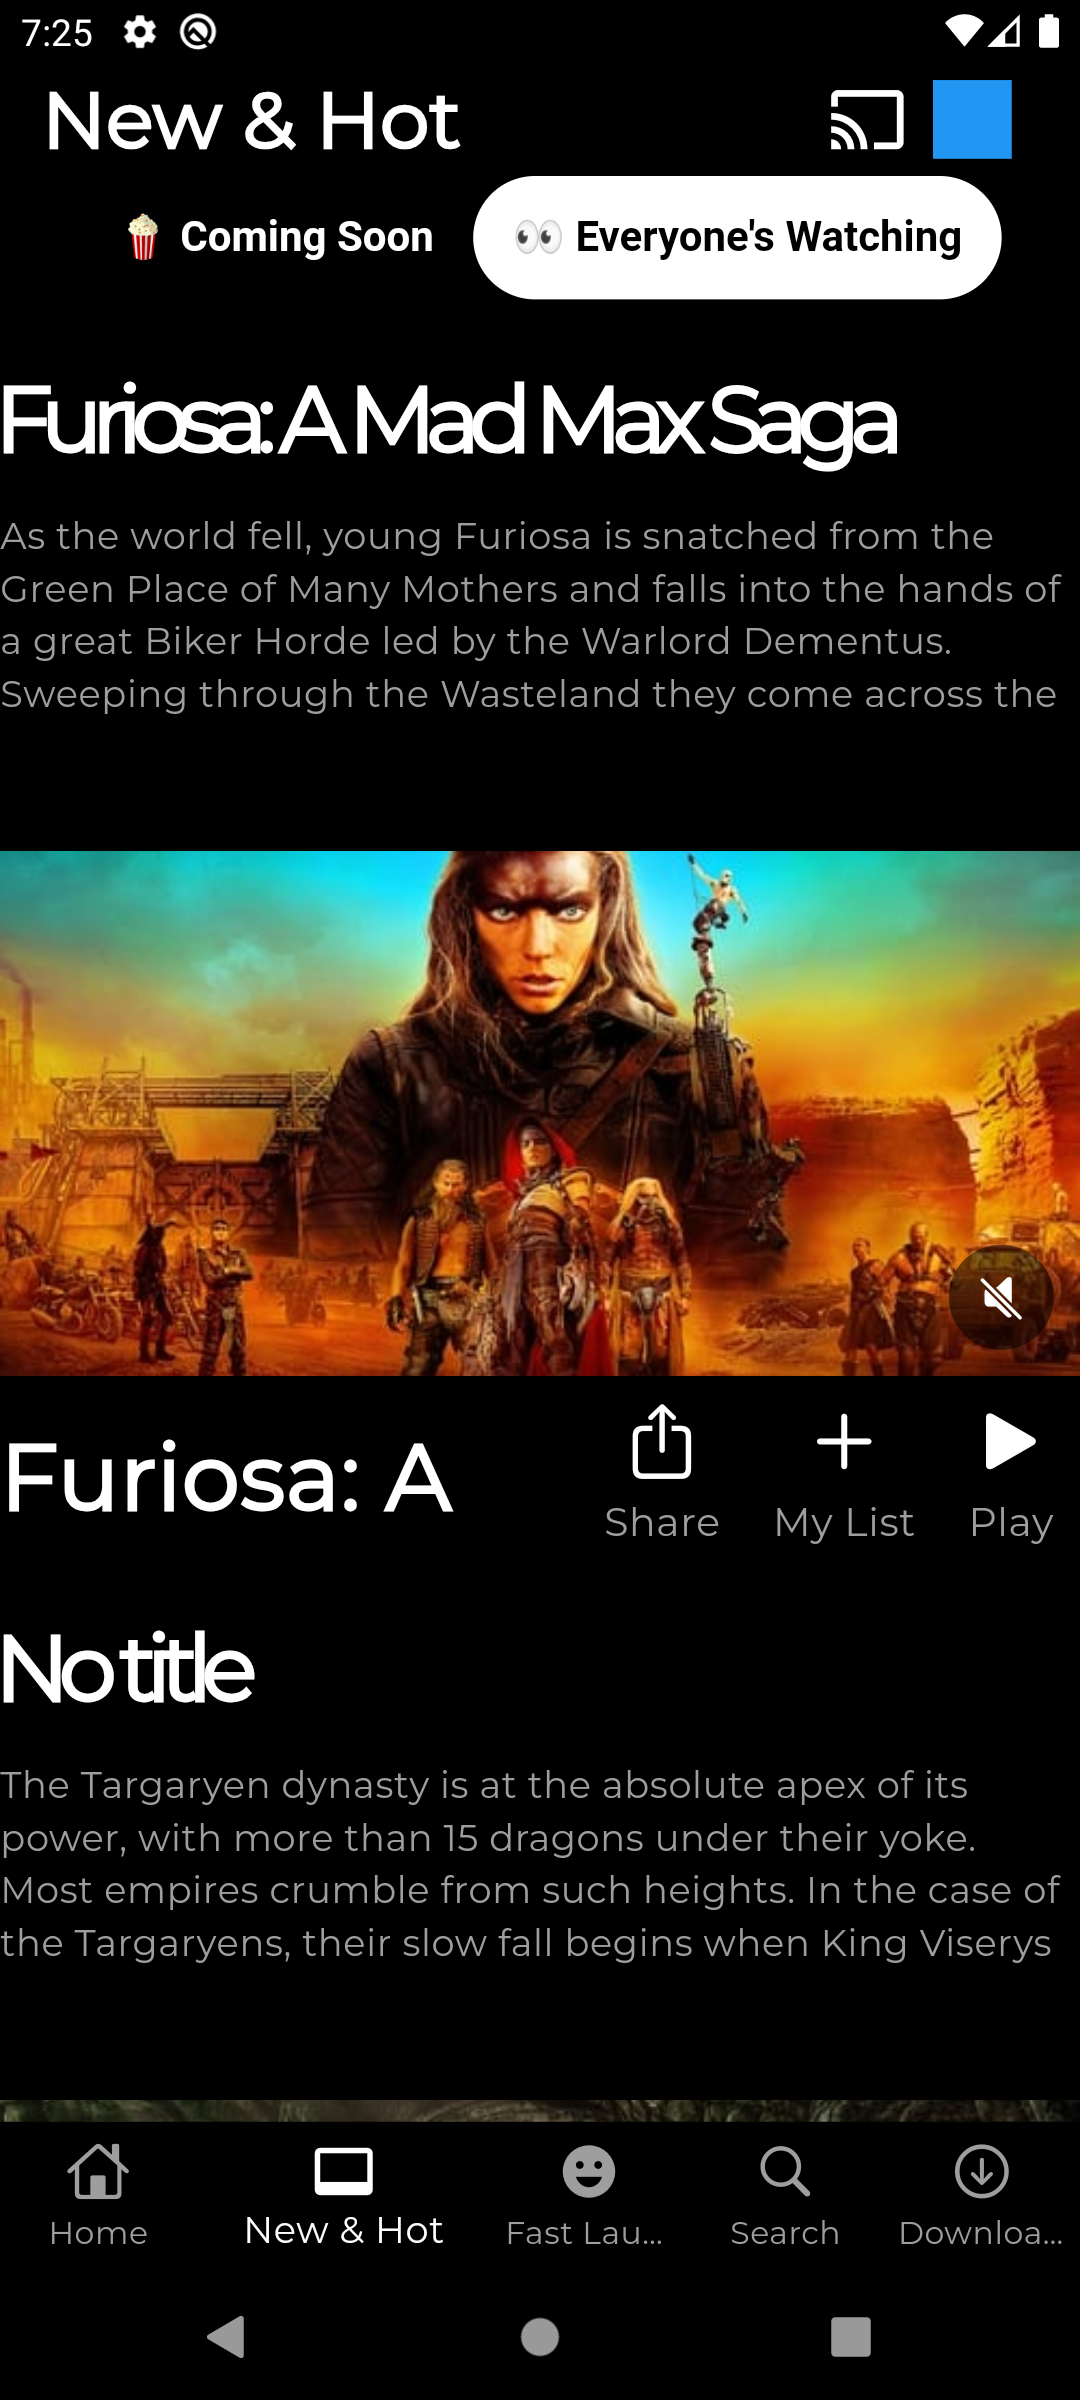 7:25
New & Hot
🍿 Coming Soon
👀 Everyone's Watching
Furiosa: A Mad Max Saga
As the world fell, young Furiosa is snatched from the
Green Place of Many Mothers and falls into the hands of
a great Biker Horde led by the Warlord Dementus.
Sweeping through the Wasteland they come across the
Furiosa: A
Share
My List
Play
No title
The Targaryen dynasty is at the absolute apex of its
power, with more than 15 dragons under their yoke.
Most empires crumble from such heights. In the case of
the Targaryens, their slow fall begins when King Viserys
Home
New & Hot
Fast Lau...
Search
Downloa...